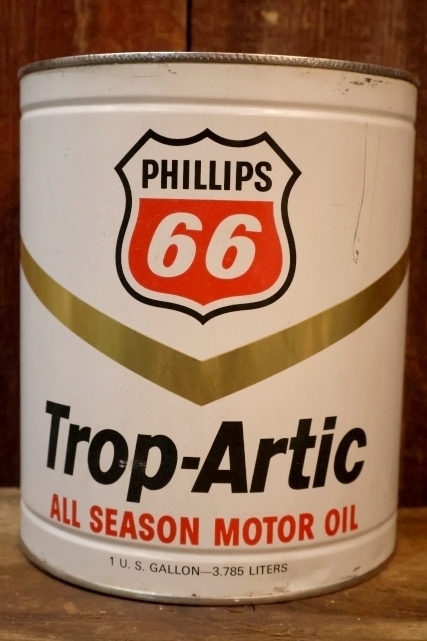 PHILLIPS
66
Trop-Artic
ALL SEASON MOTOR OIL
1 U. S. GALLON—3.785 LITERS